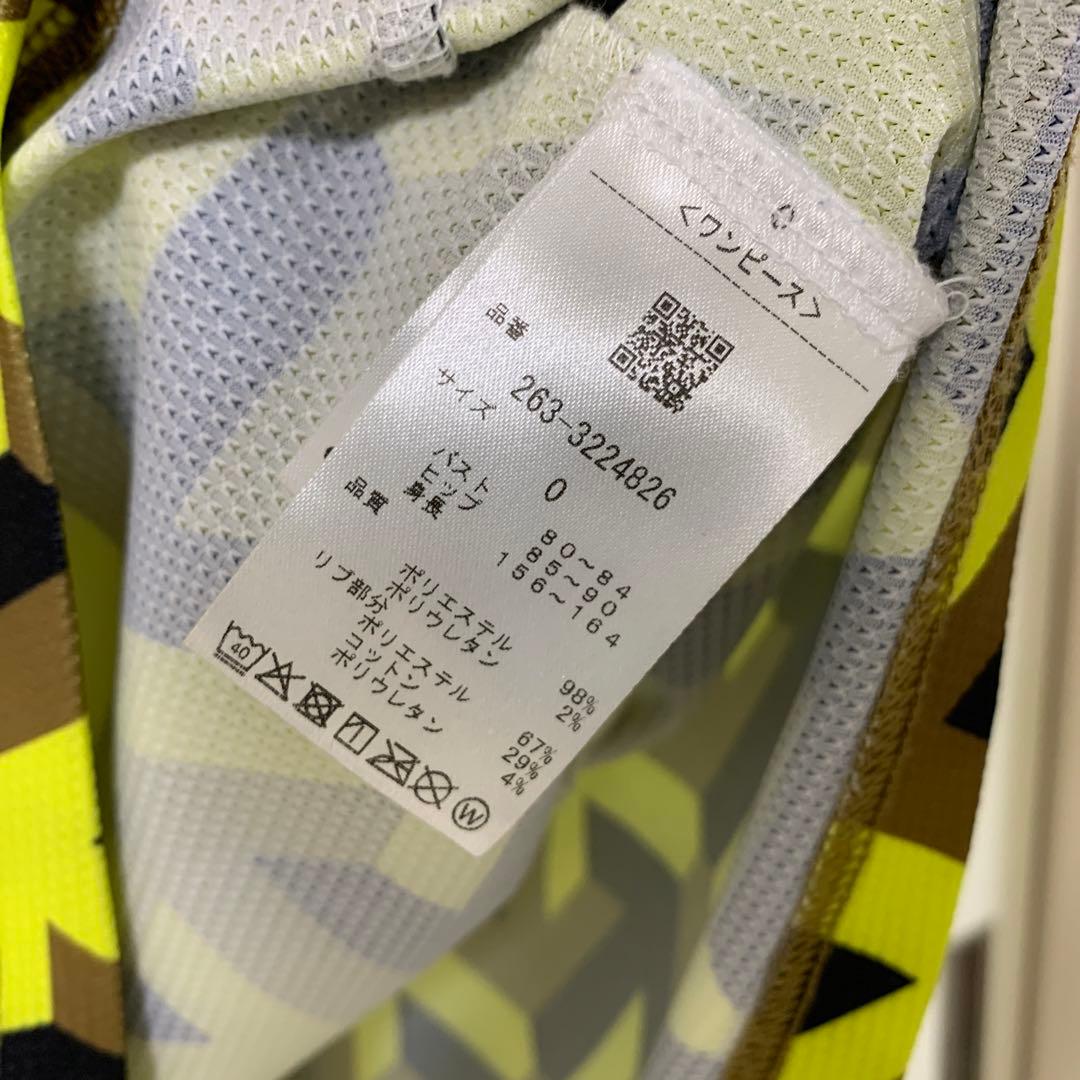 <ワンピース>
品番 263-3224826
サイズ 0
バスト 80~84
ヒップ 85~90
身長 156~164
品質
ポリエステル 98%
ポリウレタン 2%
リブ部分
ポリエステル 67%
コットン 29%
ポリウレタン 4%
40 W